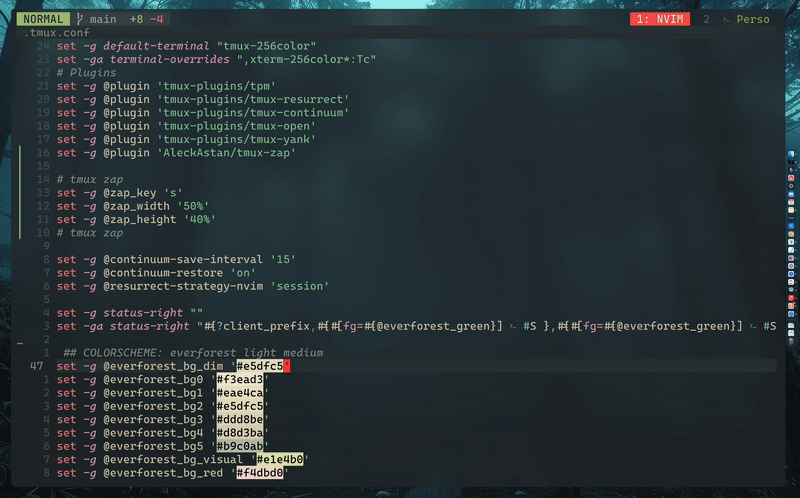 NORMAL main +8 -4 1: NVIM 2 Perso
.tmux.conf
24 set -g default-terminal "tmux-256color"
23 set -ga terminal-overrides ",xterm-256color*:Tc"
22 # Plugins
21 set -g @plugin 'tmux-plugins/tpm'
20 set -g @plugin 'tmux-plugins/tmux-resurrect'
19 set -g @plugin 'tmux-plugins/tmux-continuum'
18 set -g @plugin 'tmux-plugins/tmux-open'
17 set -g @plugin 'tmux-plugins/tmux-yank'
16 set -g @plugin 'AleckAstan/tmux-zap'
15
14 # tmux zap
13 set -g @zap_key 's'
12 set -g @zap_width '50%'
11 set -g @zap_height '40%'
10 # tmux zap
9
8 set -g @continuum-save-interval '15'
7 set -g @continuum-restore 'on'
6 set -g @resurrect-strategy-nvim 'session'
5
4 set -g status-right ""
3 set -ga status-right "#{?client_prefix,#{#[fg=#{@everforest_green}] #S },#{#[fg=#{@everforest_green}] #S
2
1 ## COLORSCHEME: everforest light medium
47 set -g @everforest_bg_dim '#e5dfc5'
1 set -g @everforest_bg0 '#f3ead3'
2 set -g @everforest_bg1 '#eae4ca'
3 set -g @everforest_bg2 '#e5dfc5'
4 set -g @everforest_bg3 '#ddd8be'
5 set -g @everforest_bg4 '#d8d3ba'
6 set -g @everforest_bg5 '#b9c0ab'
7 set -g @everforest_bg_visual '#e1e4b0'
8 set -g @everforest_bg_red '#f4dbd0'